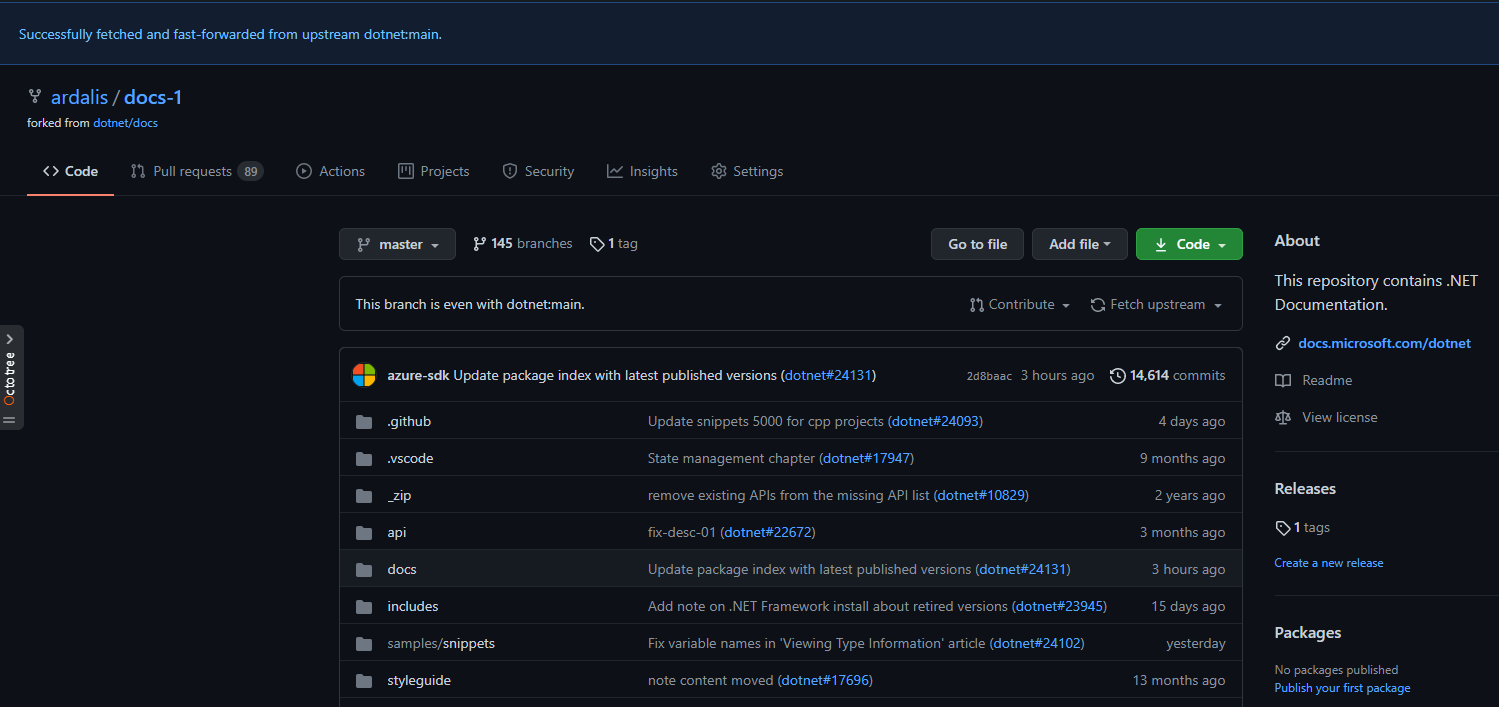 Successfully fetched and fast-forwarded from upstream dotnet:main.
ardalis / docs-1
forked from dotnet/docs
Code Pull requests 89 Actions Projects Security Insights Settings
master 145 branches 1 tag Go to file Add file Code
This branch is even with dotnet:main. Contribute Fetch upstream
azure-sdk Update package index with latest published versions (dotnet#24131) 2d8baac 3 hours ago 14,614 commits
.github Update snippets 5000 for cpp projects (dotnet#24093) 4 days ago
.vscode State management chapter (dotnet#17947) 9 months ago
_zip remove existing APIs from the missing API list (dotnet#10829) 2 years ago
api fix-desc-01 (dotnet#22672) 3 months ago
docs Update package index with latest published versions (dotnet#24131) 3 hours ago
includes Add note on .NET Framework install about retired versions (dotnet#23945) 15 days ago
samples/snippets Fix variable names in 'Viewing Type Information' article (dotnet#24102) yesterday
styleguide note content moved (dotnet#17696) 13 months ago
About
This repository contains .NET
Documentation.
docs.microsoft.com/dotnet
Readme
View license
Releases
1 tags
Create a new release
Packages
No packages published
Publish your first package
Octotree